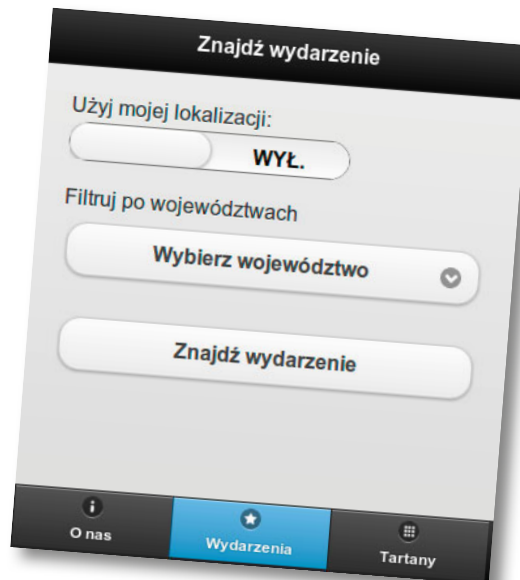 Znajdź wydarzenie
Użyj mojej lokalizacji:
WYŁ.
Filtruj po województwach
Wybierz województwo
Znajdź wydarzenie
O nas
Wydarzenia
Tartany